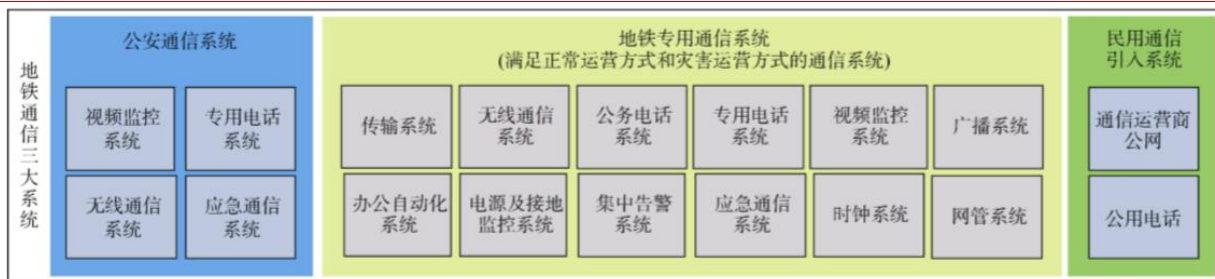 地铁通信三大系统
公安通信系统
视频监控
系统
专用电话
系统
无线通信
系统
应急通信
系统
地铁专用通信系统
(满足正常运营方式和灾害运营方式的通信系统)
传输系统
无线通信
系统
公务电话
系统
专用电话
系统
视频监控
系统
广播系统
办公自动化
系统
电源及接地
监控系统
集中告警
系统
应急通信
系统
时钟系统
网管系统
民用通信
引入系统
通信运营商
公网
公用电话